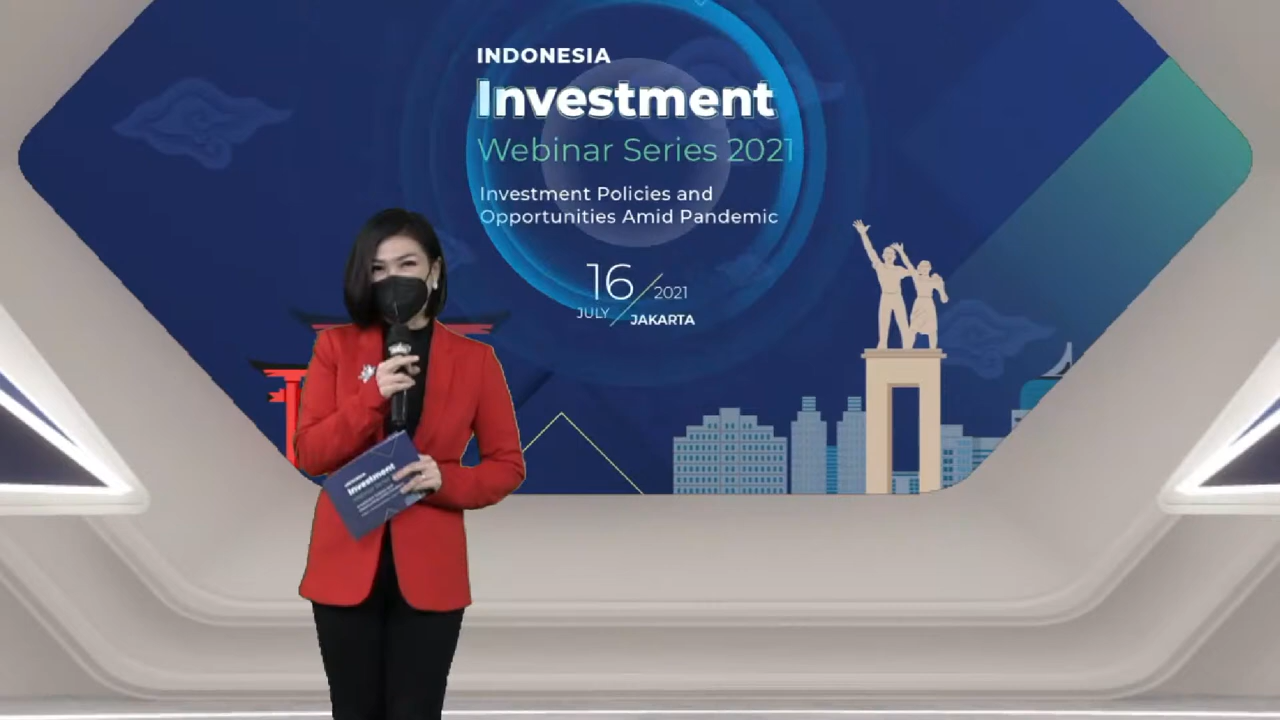 INDONESIA
Investment
Webinar Series 2021
Investment Policies and
Opportunities Amid Pandemic
16
JULY
2021
JAKARTA
Investment